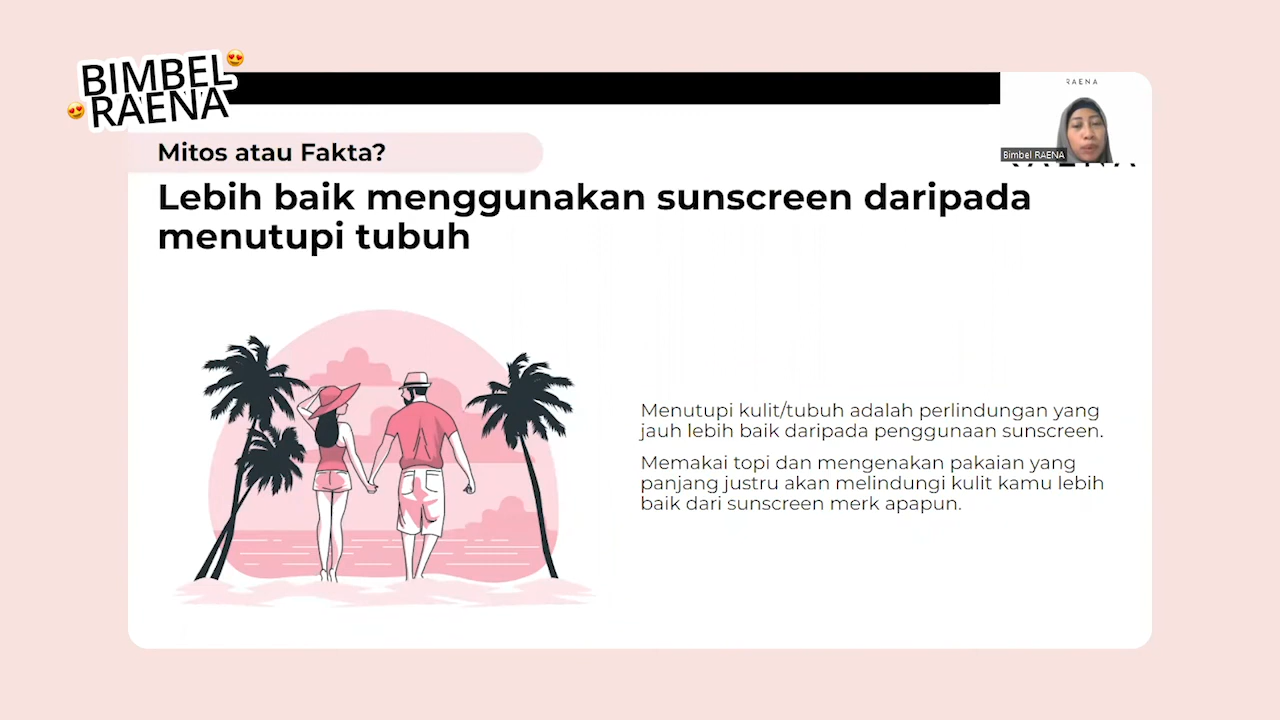 BIMBEL
RAENA
RAENA
Bimbel RAENA
Mitos atau Fakta?
Lebih baik menggunakan sunscreen daripada
menutupi tubuh
Menutupi kulit/tubuh adalah perlindungan yang
jauh lebih baik daripada penggunaan sunscreen.
Memakai topi dan mengenakan pakaian yang
panjang justru akan melindungi kulit kamu lebih
baik dari sunscreen merk apapun.